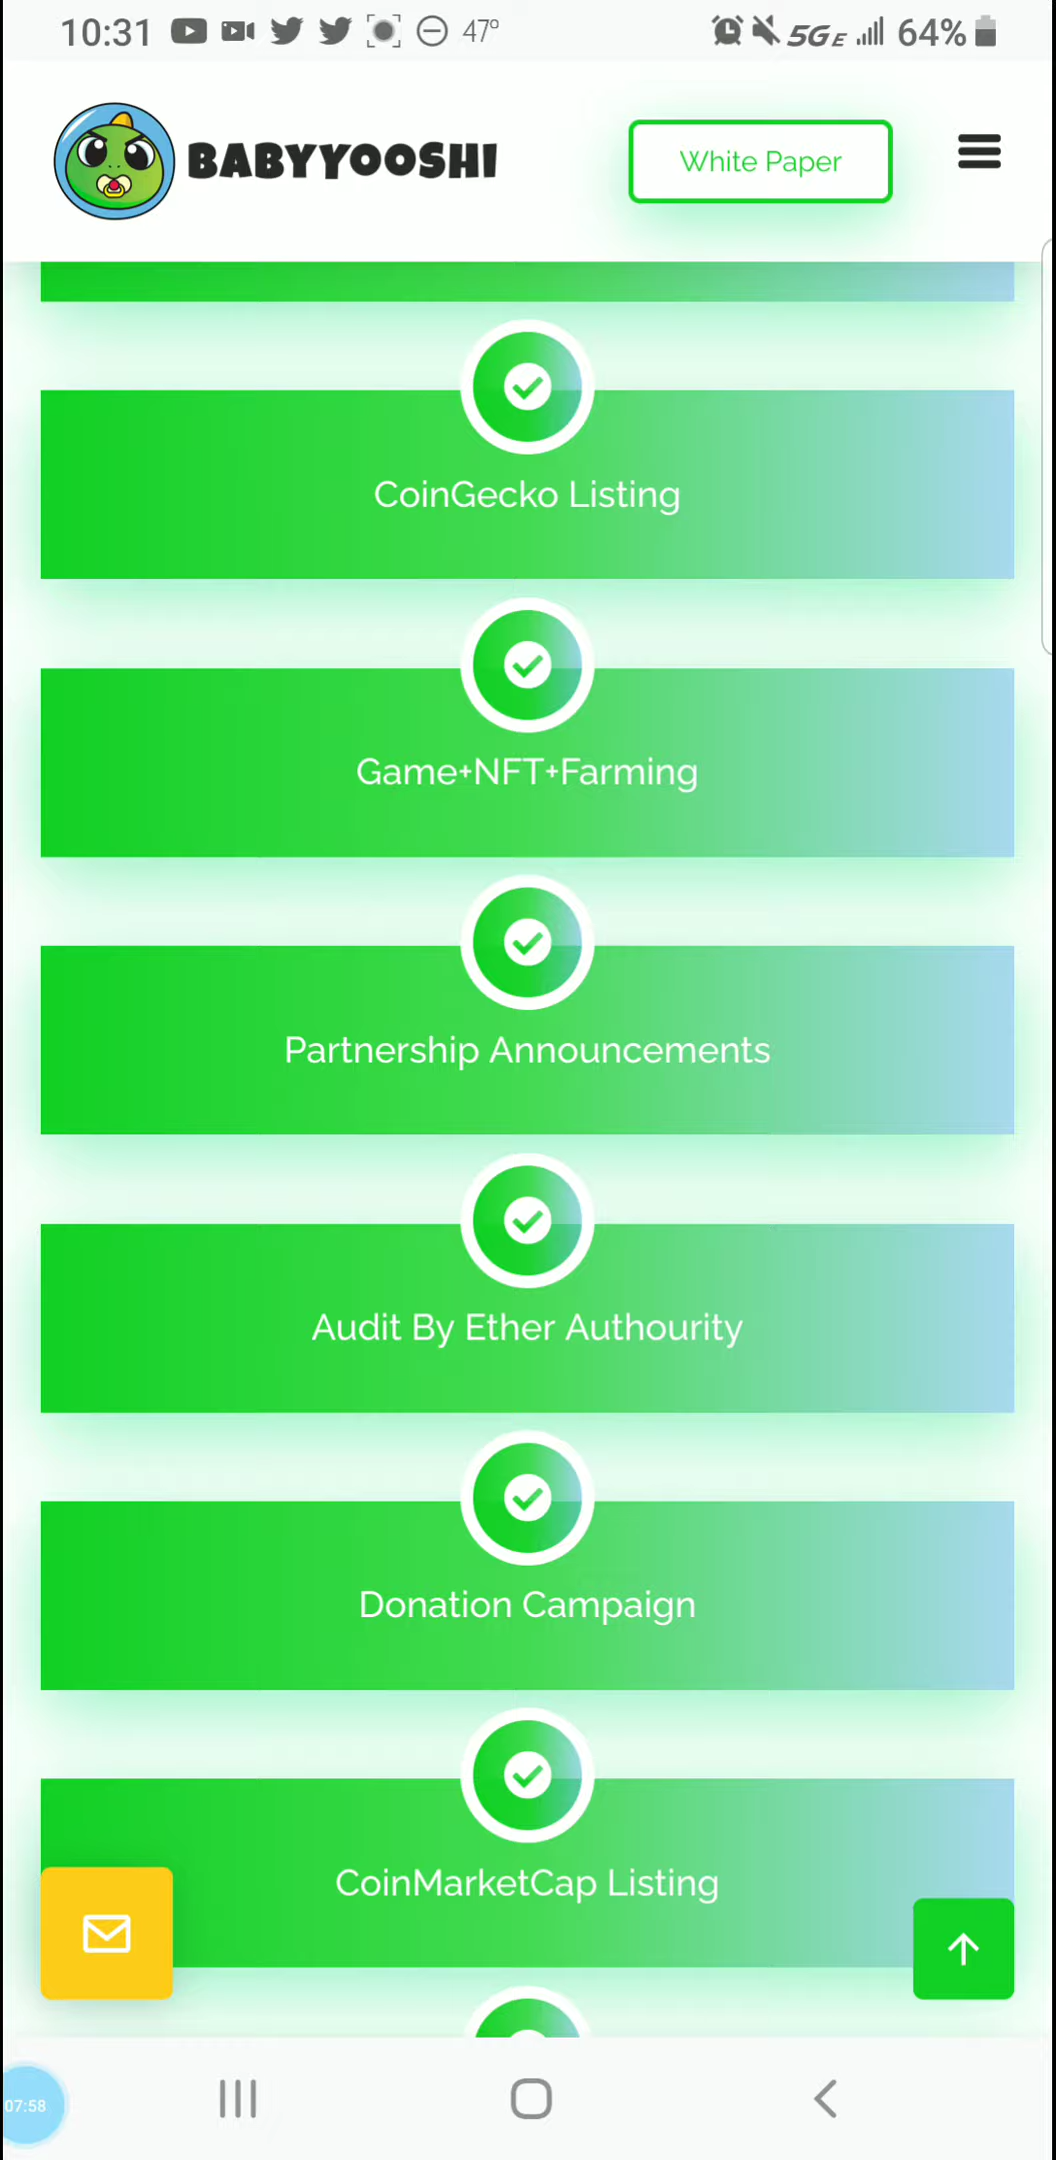 10:31 47° 5GE 64%
BABYYOOSHI
White Paper
CoinGecko Listing
Game+NFT+Farming
Partnership Announcements
Audit By Ether Authourity
Donation Campaign
CoinMarketCap Listing
07:58